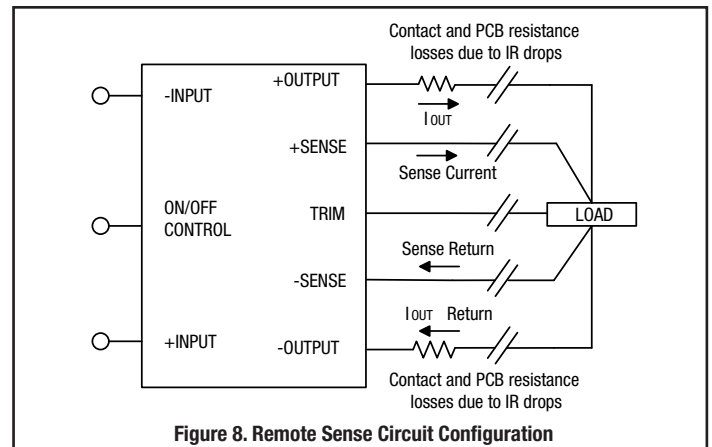 Contact and PCB resistance
losses due to IR drops
+OUTPUT
-INPUT
IOUT
+SENSE
Sense Current
ON/OFF
CONTROL
TRIM
LOAD
Sense Return
-SENSE
IOUT Return
+INPUT
-OUTPUT
Contact and PCB resistance
losses due to IR drops
Figure 8. Remote Sense Circuit Configuration